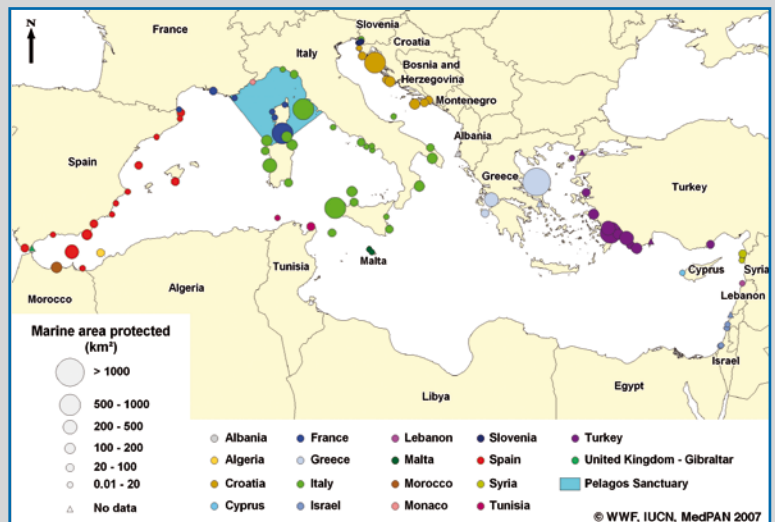 N
France
Slovenia
Croatia
Italy
Bosnia and
Herzegovina
Montenegro
Albania
Spain
Greece
Turkey
Malta
Cyprus
Syria
Lebanon
Tunisia
Morocco
Algeria
Israel
Libya
Egypt
Marine area protected
(km²)
> 1000
500 - 1000
200 - 500
100 - 200
20 - 100
0.01 - 20
No data
Albania
Algeria
Croatia
Cyprus
France
Greece
Italy
Israel
Lebanon
Malta
Morocco
Monaco
Slovenia
Spain
Syria
Tunisia
Turkey
United Kingdom - Gibraltar
Pelagos Sanctuary
© WWF, IUCN, MedPAN 2007